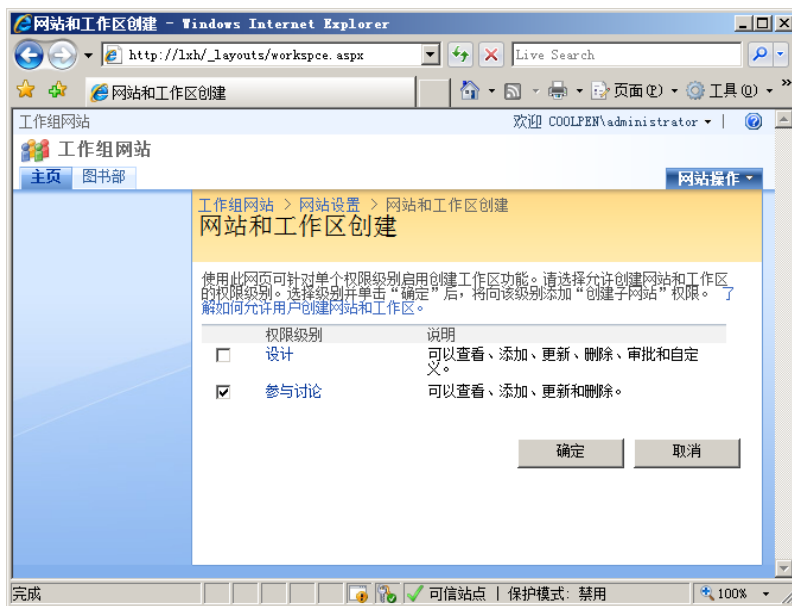 网站和工作区创建 - Windows Internet Explorer
http://lxh/_layouts/workspce.aspx
Live Search
网站和工作区创建
页面(P)
工具(O)
工作组网站
欢迎 COOLPEN\administrator
工作组网站
主页 图书部
网站操作
工作组网站 > 网站设置 > 网站和工作区创建
网站和工作区创建
使用此网页可针对单个权限级别启用创建工作区功能。请选择允许创建网站和工作区
的权限级别。选择级别并单击“确定”后，将向该级别添加“创建子网站”权限。 了
解如何允许用户创建网站和工作区。
权限级别 说明
设计 可以查看、添加、更新、删除、审批和自定
义。
参与讨论 可以查看、添加、更新和删除。
确定 取消
完成
可信站点 | 保护模式: 禁用
100%